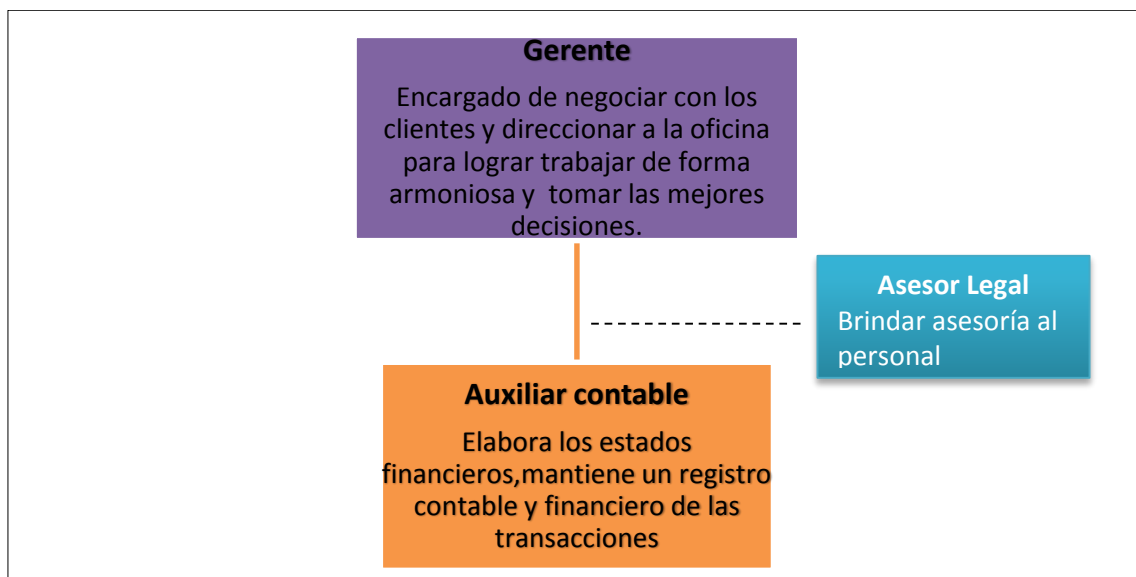 Gerente
Encargado de negociar con los
clientes y direccionar a la oficina
para lograr trabajar de forma
armoniosa y  tomar las mejores
decisiones.
Asesor Legal
Brindar asesoría al
personal
Auxiliar contable
Elabora los estados
financieros,mantiene un registro
contable y financiero de las
transacciones